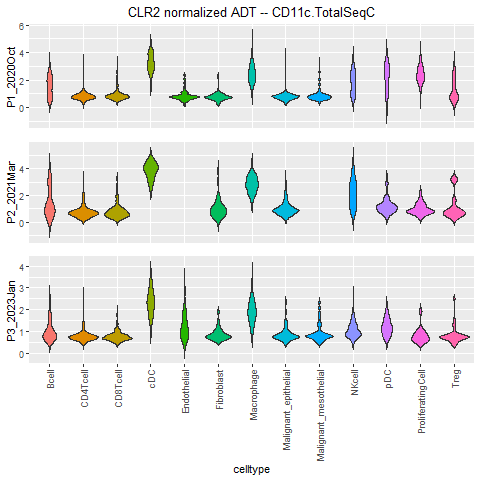 CLR2 normalized ADT -- CD11c.TotalSeqC
P1_2020Oct
6
4
2
0
P2_2021Mar
4
2
0
P3_2023Jan
4
3
2
1
0
Bcell
CD4Tcell
CD8Tcell
cDC
Endothelial
Fibroblast
Macrophage
Malignant_epithelial
Malignant_mesothelial
NKcell
pDC
ProliferatingCell
Treg
celltype